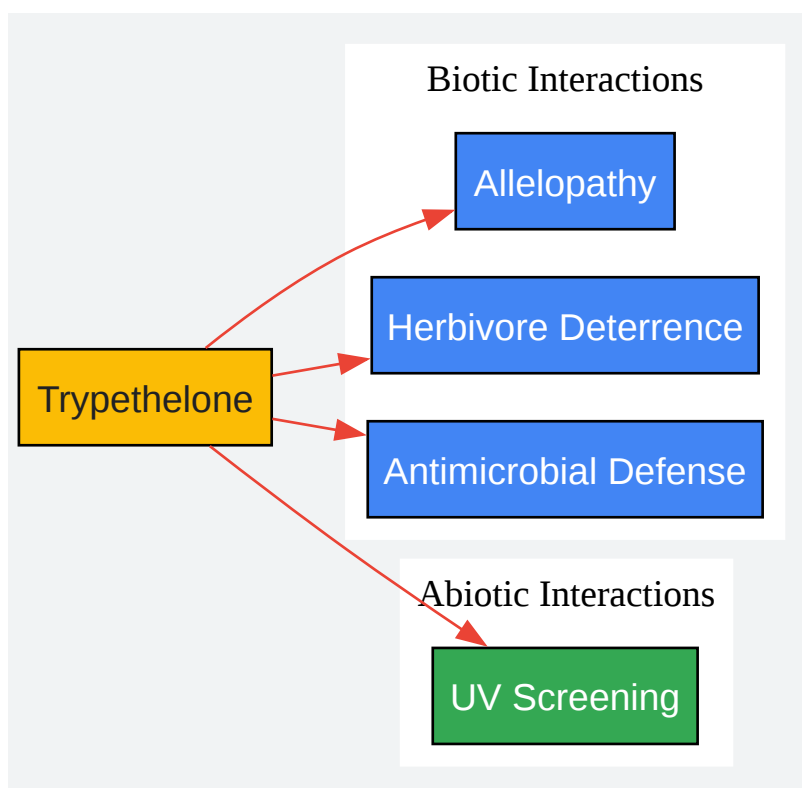 Biotic Interactions
Allelopathy
Herbivore Deterrence
Trypethelone
Antimicrobial Defense
Abiotic Interactions
UV Screening